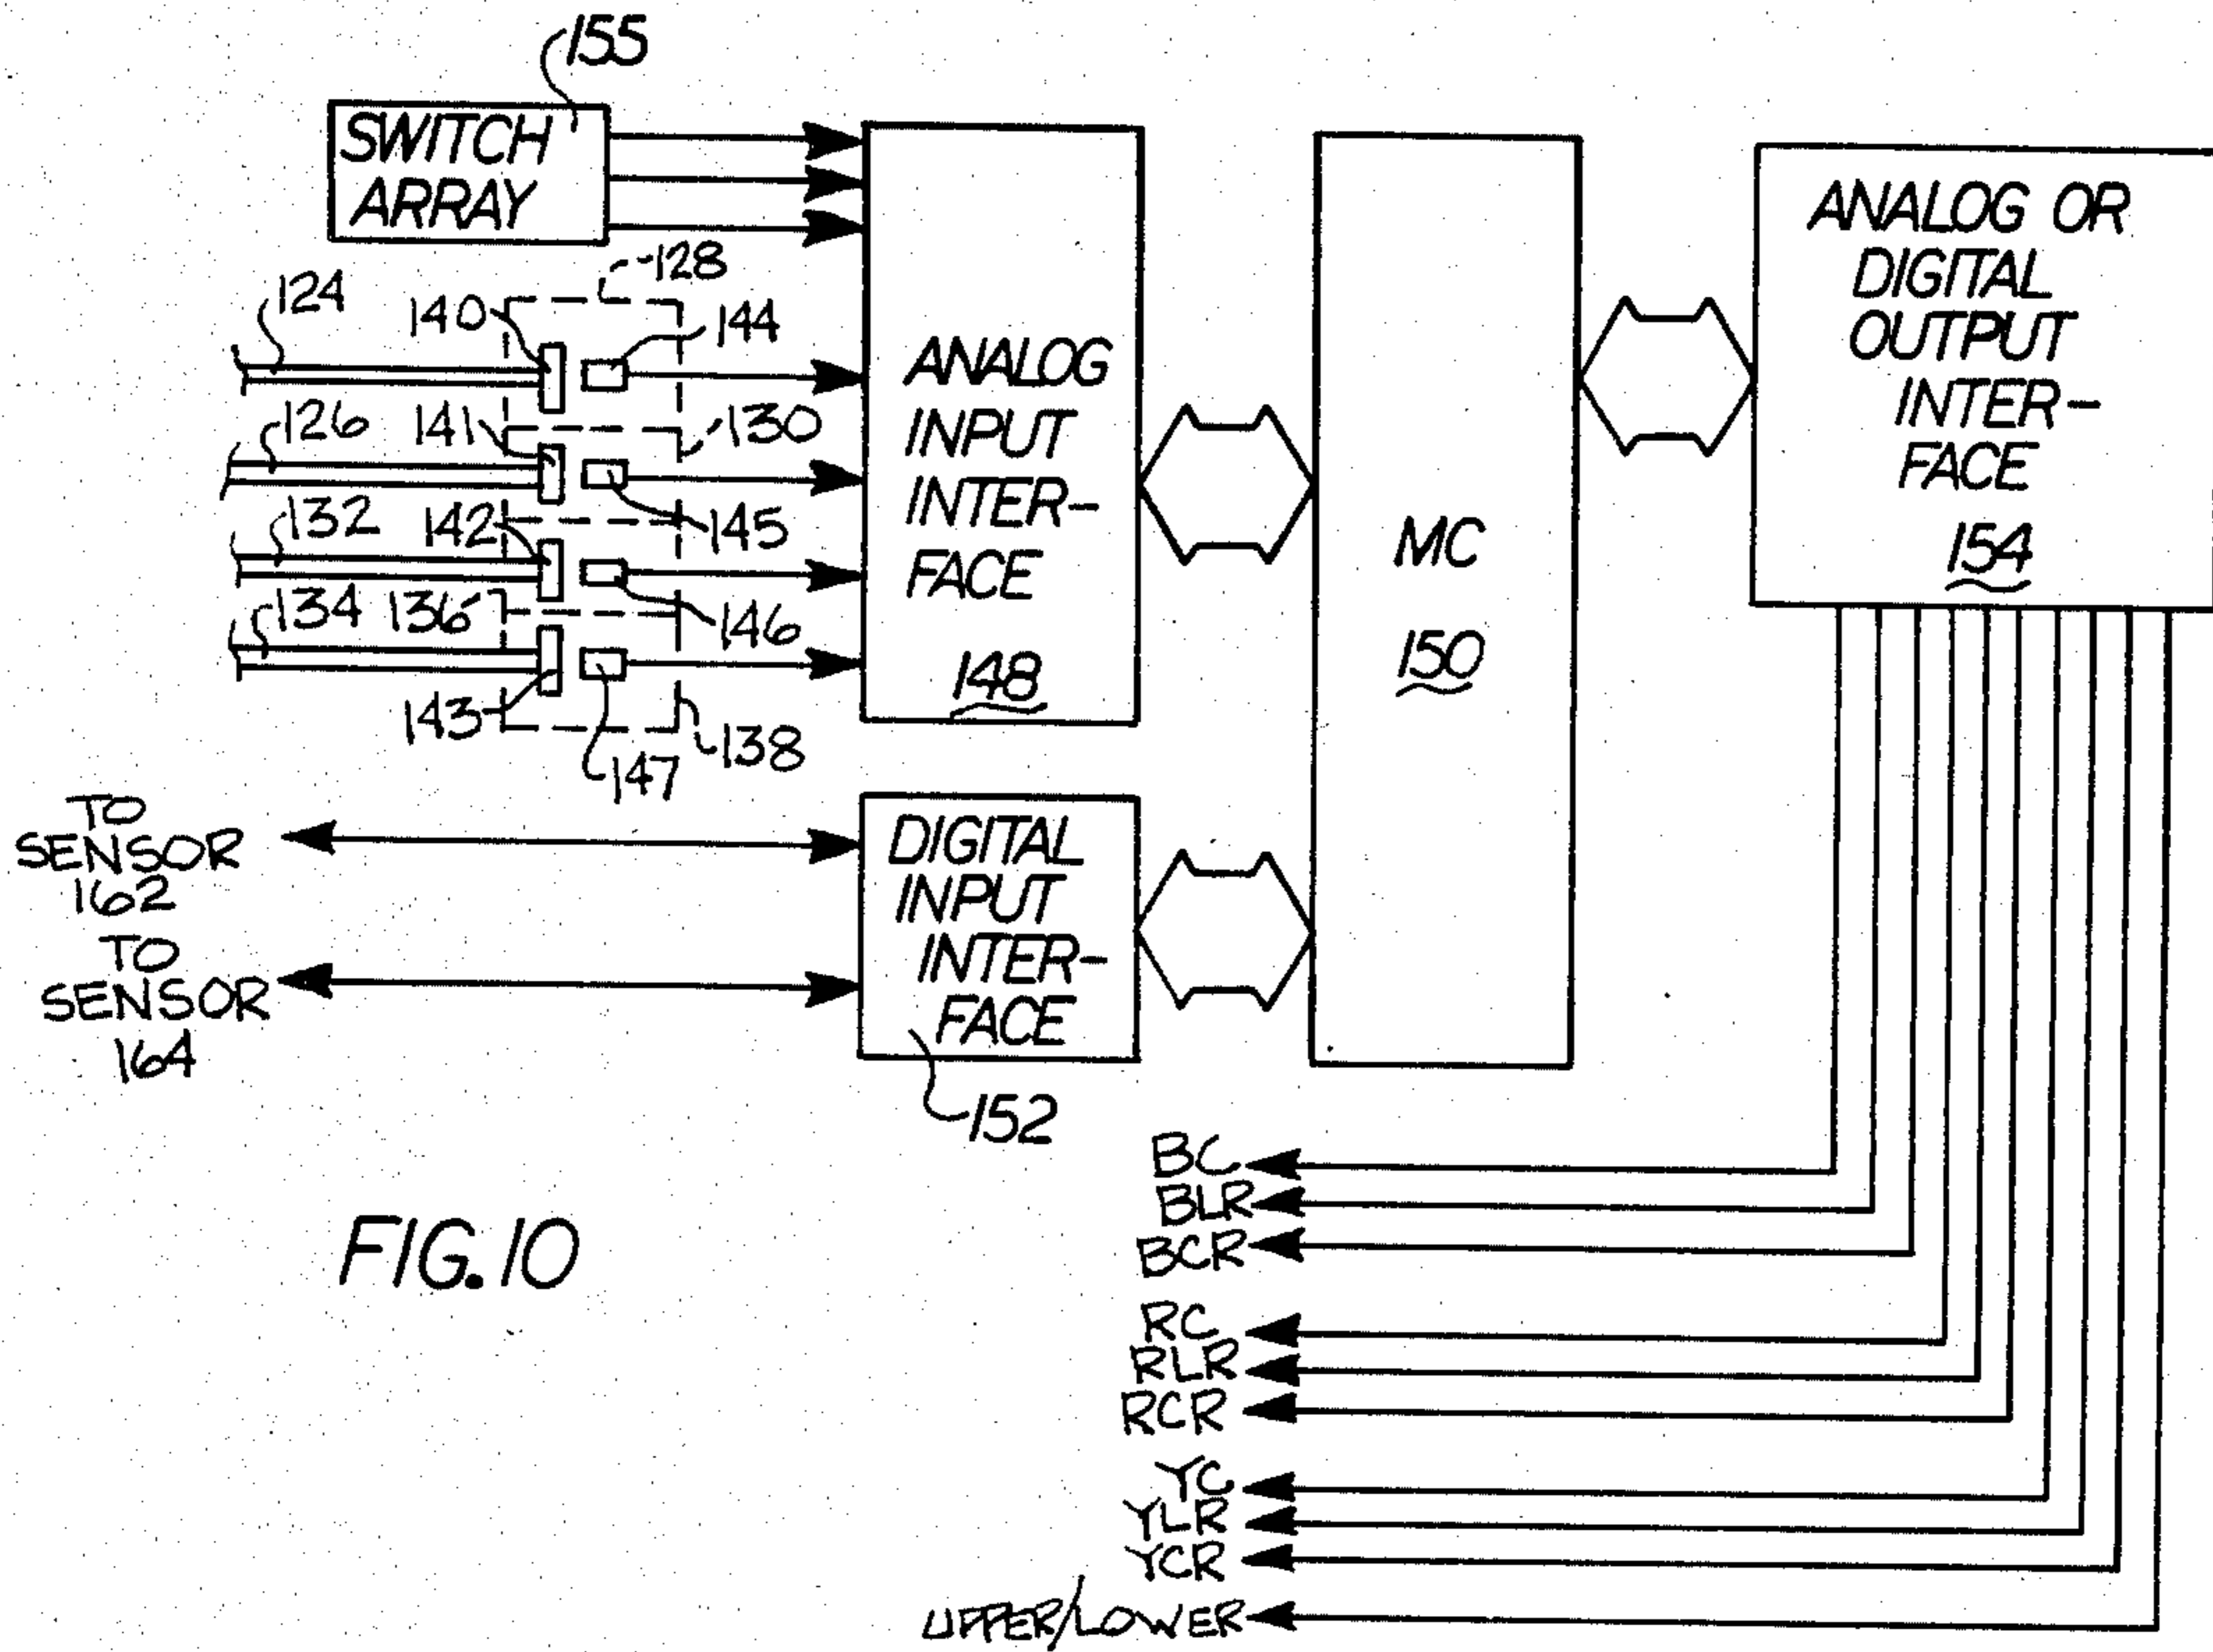 155
SWITCH
ARRAY
128
124
140
144
126
141
130
132
142
145
134
136
146
143
147
138
ANALOG
INPUT
INTER-
FACE
148
MC
150
ANALOG OR
DIGITAL
OUTPUT
INTER-
FACE
154
TO
SENSOR
162
TO
SENSOR
164
DIGITAL
INPUT
INTER-
FACE
152
BC
BLR
BCR
RC
RLR
RCR
YC
YLR
YCR
UPPER/LOWER
FIG. 10